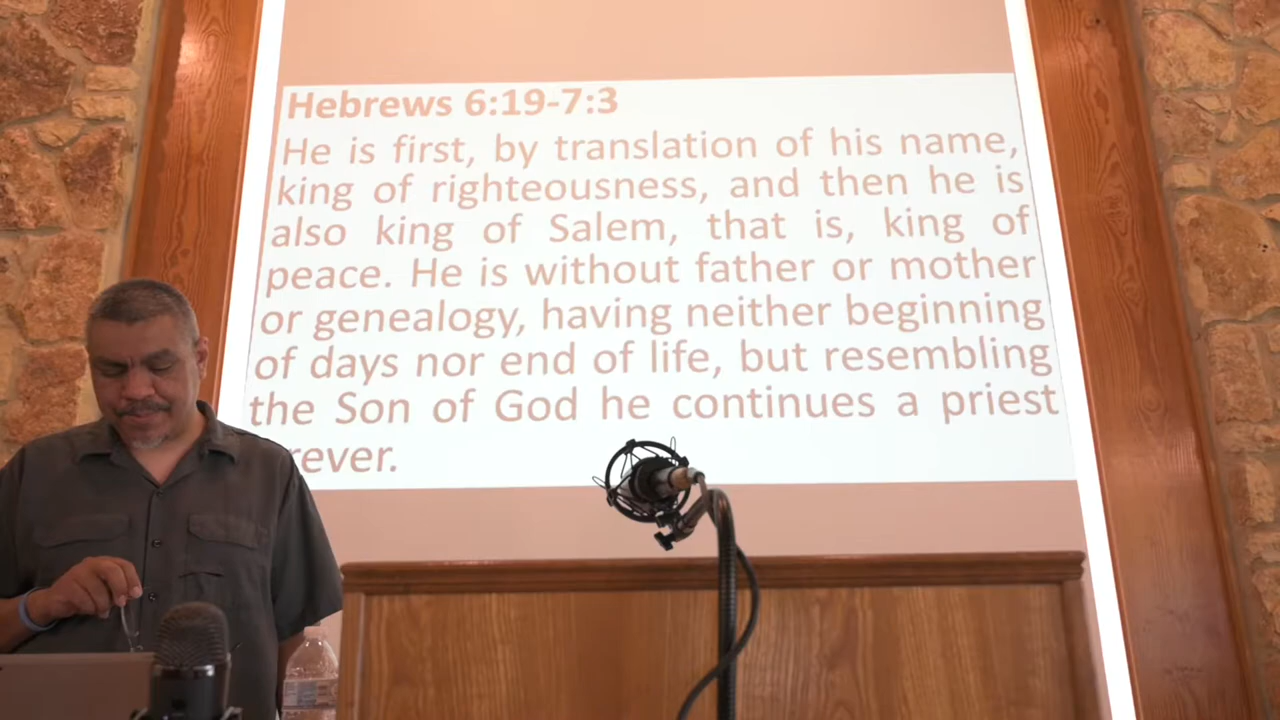 Hebrews 6:19-7:3
He is first, by translation of his name,
king of righteousness, and then he is
also king of Salem, that is, king of
peace. He is without father or mother
or genealogy, having neither beginning
of days nor end of life, but resembling
the Son of God he continues a priest
rever.